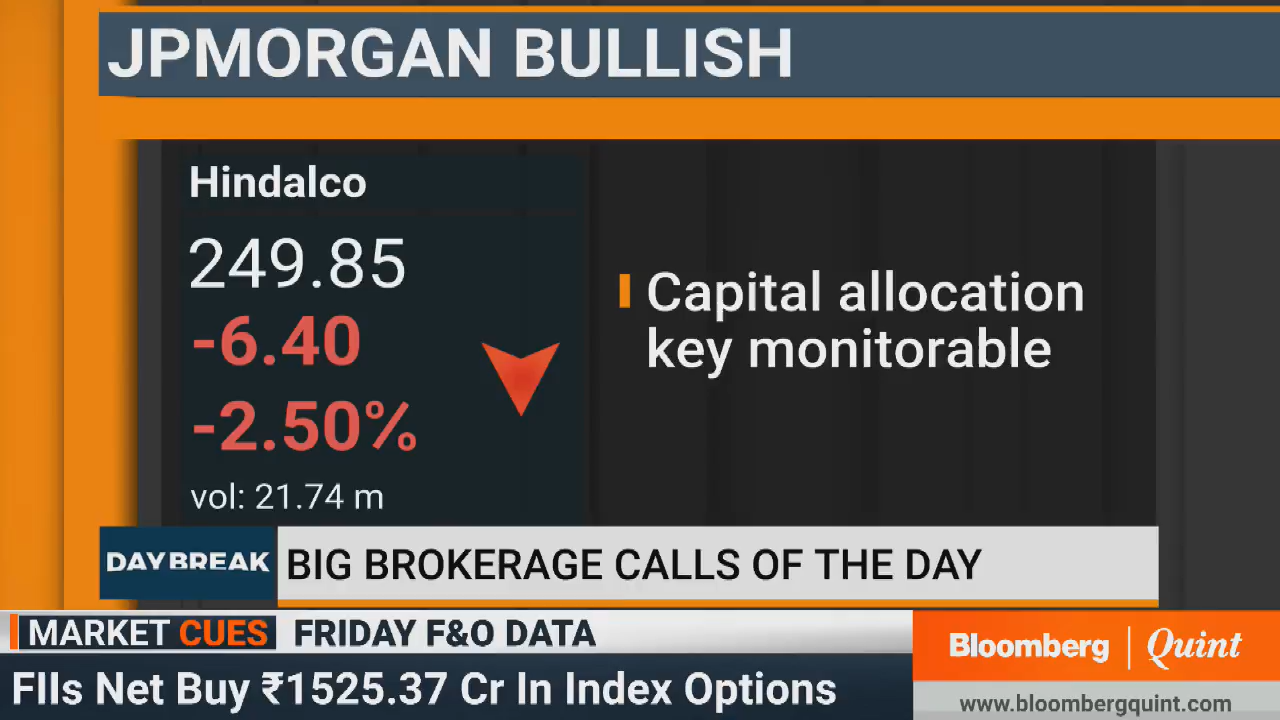 JPMORGAN BULLISH
Hindalco
249.85
-6.40
-2.50%
vol: 21.74 m
Capital allocation
key monitorable
DAYBREAK
BIG BROKERAGE CALLS OF THE DAY
MARKET CUES
FRIDAY F&O DATA
FIIs Net Buy ₹1525.37 Cr In Index Options
Bloomberg | Quint
www.bloombergquint.com